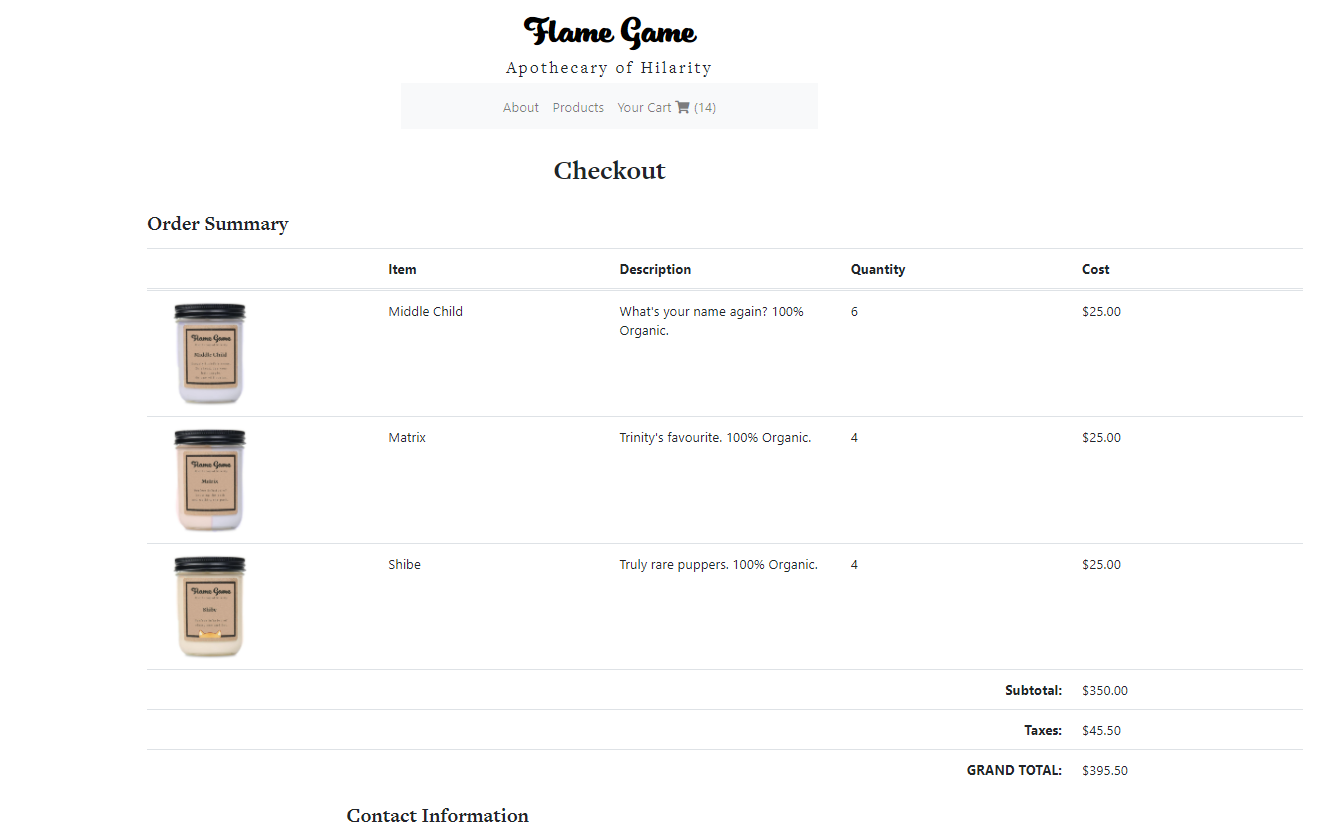 Flame Game
Apothecary of Hilarity
About Products Your Cart (14)
Checkout
Order Summary
Item Description Quantity Cost
Flame Game
Middle Child
Middle Child What's your name again? 100% 6 $25.00
Organic.
Flame Game
Matrix
Matrix Trinity's favourite. 100% Organic. 4 $25.00
Flame Game
Shibe
Shibe Truly rare puppers. 100% Organic. 4 $25.00
Subtotal: $350.00
Taxes: $45.50
GRAND TOTAL: $395.50
Contact Information